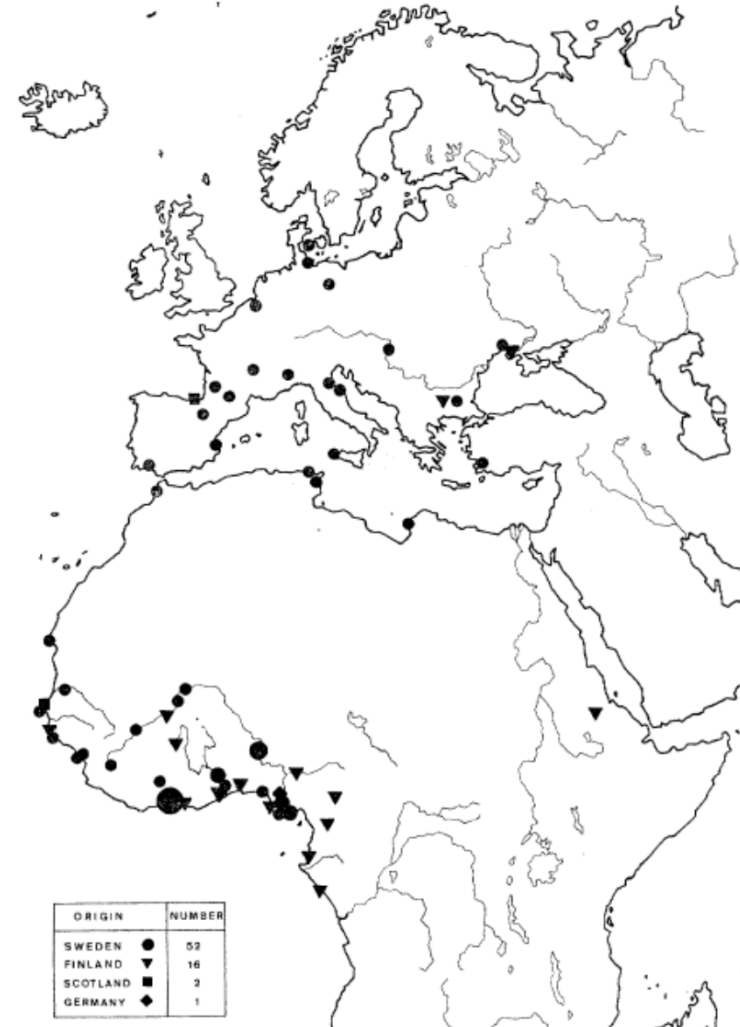 ORIGIN NUMBER
SWEDEN 52
FINLAND 16
SCOTLAND 2
GERMANY 1